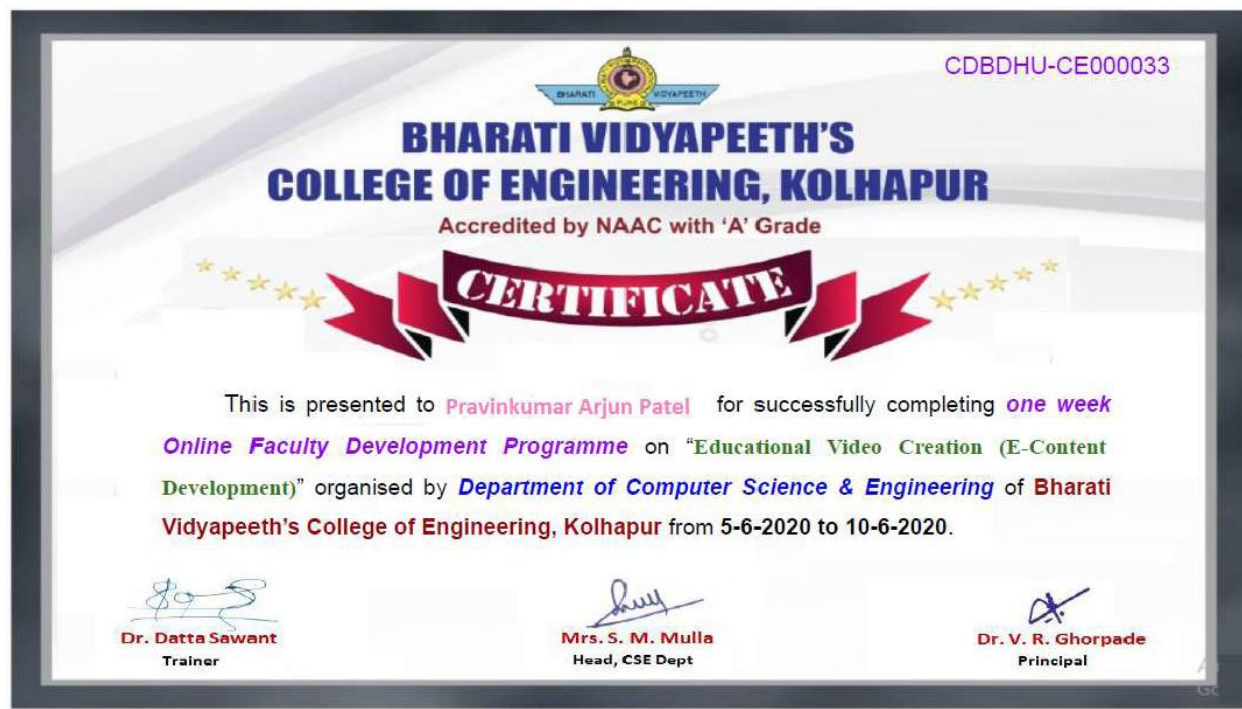 CDBDHU-CE000033
BHARATI VIDYAPEETH
PUNE
BHARATI VIDYAPEETH'S
COLLEGE OF ENGINEERING, KOLHAPUR
Accredited by NAAC with ‘A’ Grade
CERTIFICATE
This is presented to Pravinkumar Arjun Patel for successfully completing one week
Online Faculty Development Programme on “Educational Video Creation (E-Content
Development)” organised by Department of Computer Science & Engineering of Bharati
Vidyapeeth’s College of Engineering, Kolhapur from 5-6-2020 to 10-6-2020.
Dr. Datta Sawant Mrs. S. M. Mulla Dr. V. R. Ghorpade
Trainer Head, CSE Dept Principal